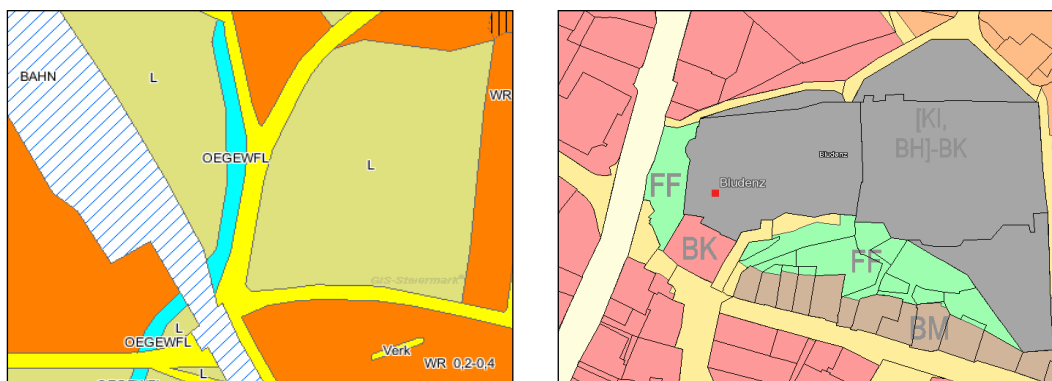 BAHN
L
WR
OEGEWFL
L
GIS-Steiermark®
L
OEGEWFL
Verk
L
WR 0,2-0,4
OEGEWFL
[KI,
BH]-BK
Bludenz
FF
Bludenz
BK
FF
BM